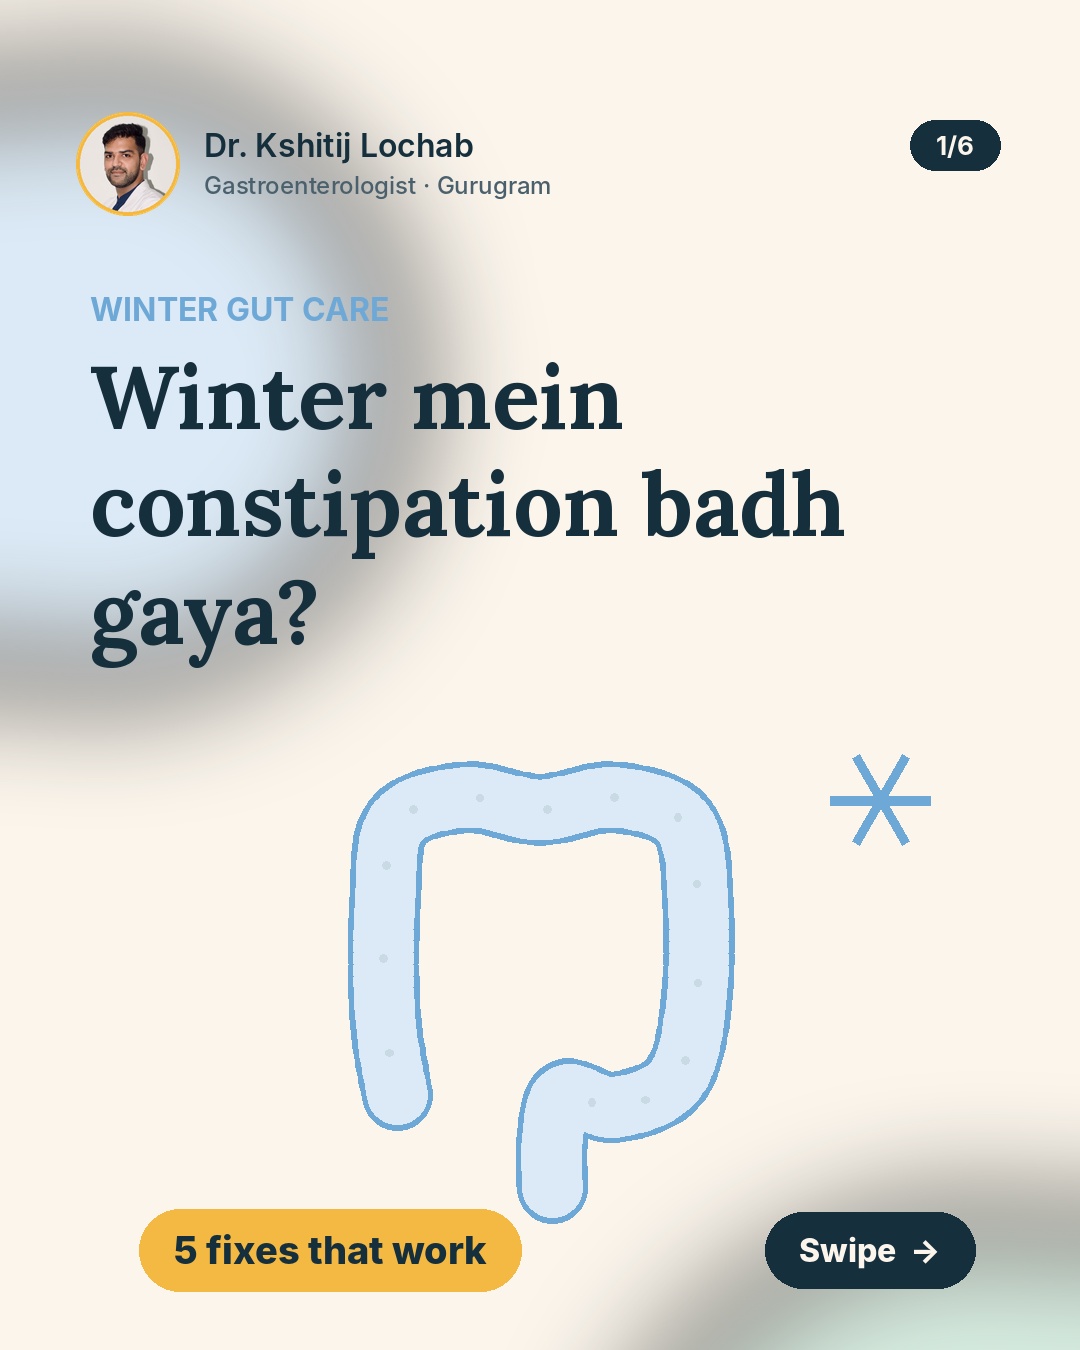 Dr. Kshitij Lochab
Gastroenterologist · Gurugram
1/6
WINTER GUT CARE
Winter mein
constipation badh
gaya?
5 fixes that work
Swipe →